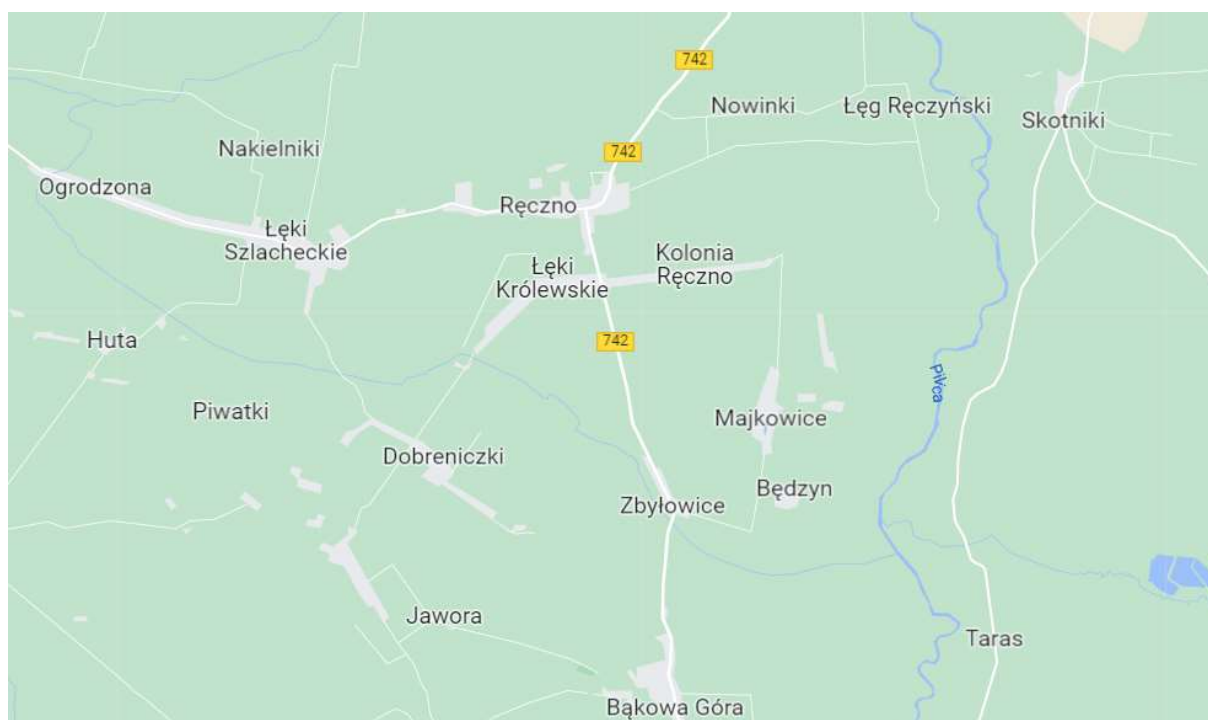 742
Nowinki
Łęg Ręczyński
Skotniki
Nakielniki
742
Ogrodzona
Ręczno
Łęki
Szlacheckie
Kolonia
Ręczno
Łęki
Królewskie
Huta
742
Pilica
Piwatki
Majkowice
Dobreniczki
Będzyn
Zbyłowice
Jawora
Taras
Bąkowa Góra